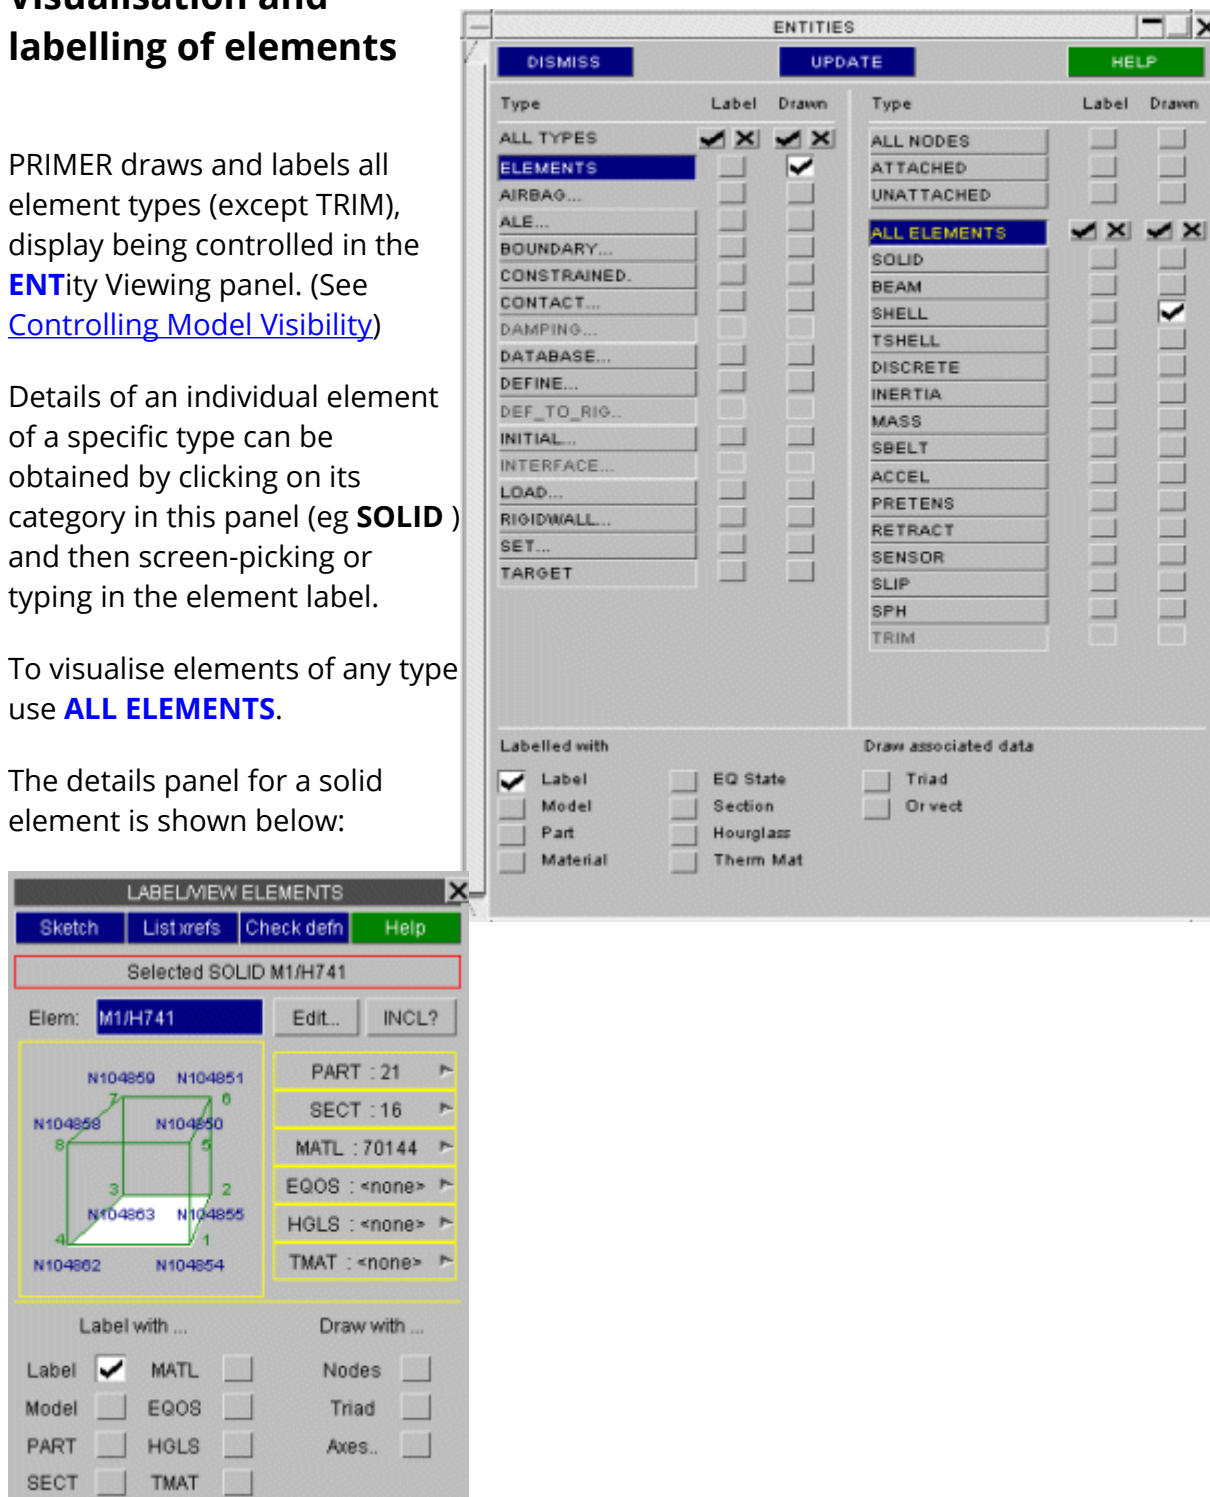 Visualisation and
labelling of elements
PRIMER draws and labels all
element types (except TRIM),
display being controlled in the
ENTity Viewing panel. (See
Controlling Model Visibility)
Details of an individual element
of a specific type can be
obtained by clicking on its
category in this panel (eg SOLID )
and then screen-picking or
typing in the element label.
To visualise elements of any type
use ALL ELEMENTS.
The details panel for a solid
element is shown below:
ENTITIES
DISMISS UPDATE HELP
Type Label Drawn
ALL TYPES
ELEMENTS
AIRBAG...
ALE...
BOUNDARY...
CONSTRAINED.
CONTACT...
DAMPING...
DATABASE...
DEFINE...
DEF_TO_RIG..
INITIAL...
INTERFACE...
LOAD...
RIGIDWALL...
SET...
TARGET
Type Label Drawn
ALL NODES
ATTACHED
UNATTACHED
ALL ELEMENTS
SOLID
BEAM
SHELL
TSHELL
DISCRETE
INERTIA
MASS
SBELT
ACCEL
PRETENS
RETRACT
SENSOR
SLIP
SPH
TRIM
Labelled with Draw associated data
Label EQ State Triad
Model Section Or vect
Part Hourglass
Material Therm Mat
LABEL/VIEW ELEMENTS
Sketch List xrefs Check defn Help
Selected SOLID M1/H741
Elem: M1/H741 Edit... INCL?
N104859 N104851
7 6
N104858 N104850
8 5
3 2
N104863 N104855
4 1
N104862 N104854
PART : 21
SECT : 16
MATL : 70144
EQOS : <none>
HGLS : <none>
TMAT : <none>
Label with ... Draw with ...
Label MATL Nodes
Model EQOS Triad
PART HGLS Axes..
SECT TMAT